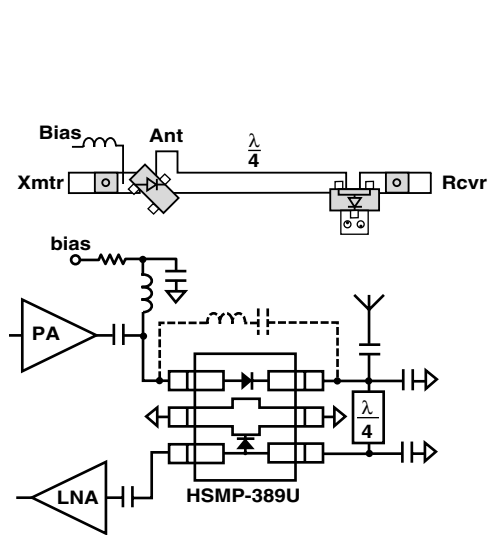 Bias
Ant
λ
4
Xmtr
Rcvr
bias
PA
λ
4
LNA
HSMP-389U